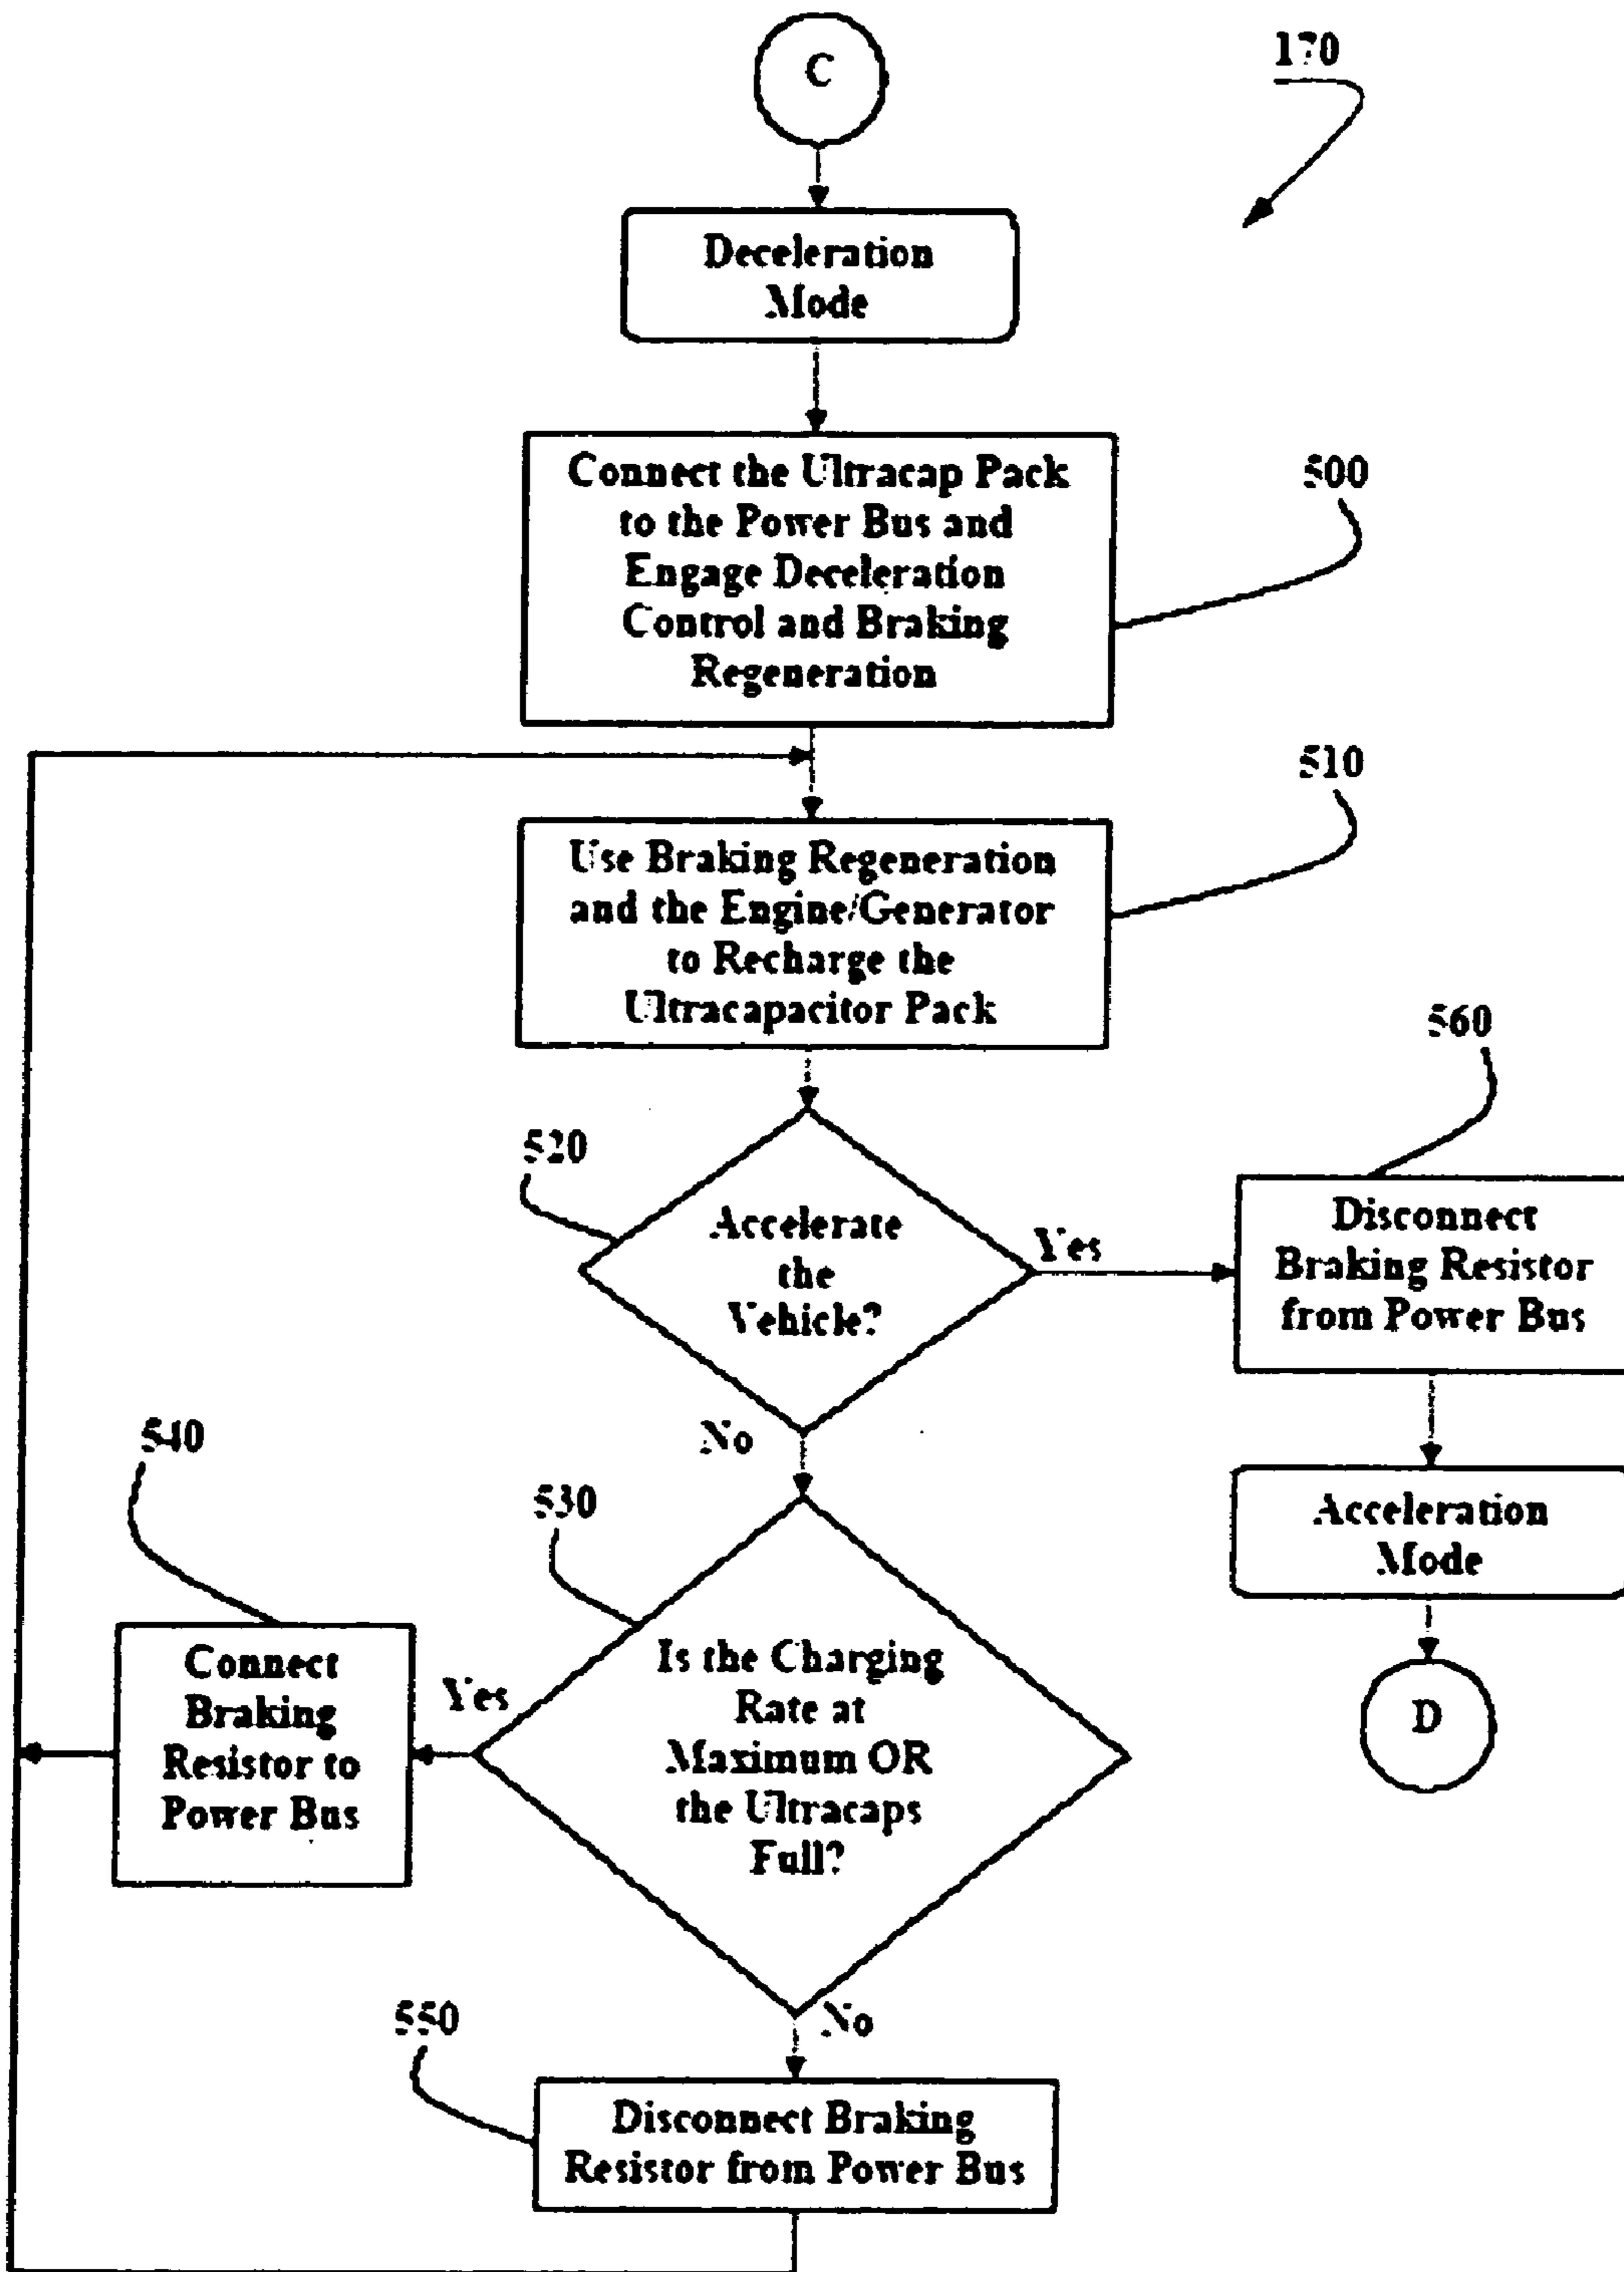 C
170
Deceleration
Mode
Connect the Ultracap Pack
to the Power Bus and
Engage Deceleration
Control and Braking
Regeneration
500
510
Use Braking Regeneration
and the Engine/Generator
to Recharge the
Ultracapacitor Pack
560
520
Accelerate
the
Vehicle?
Yes
Disconnect
Braking Resistor
from Power Bus
No
540
530
Acceleration
Mode
Connect
Braking
Resistor to
Power Bus
Yes
Is the Charging
Rate at
Maximum OR
the Ultracaps
Full?
D
No
550
Disconnect Braking
Resistor from Power Bus